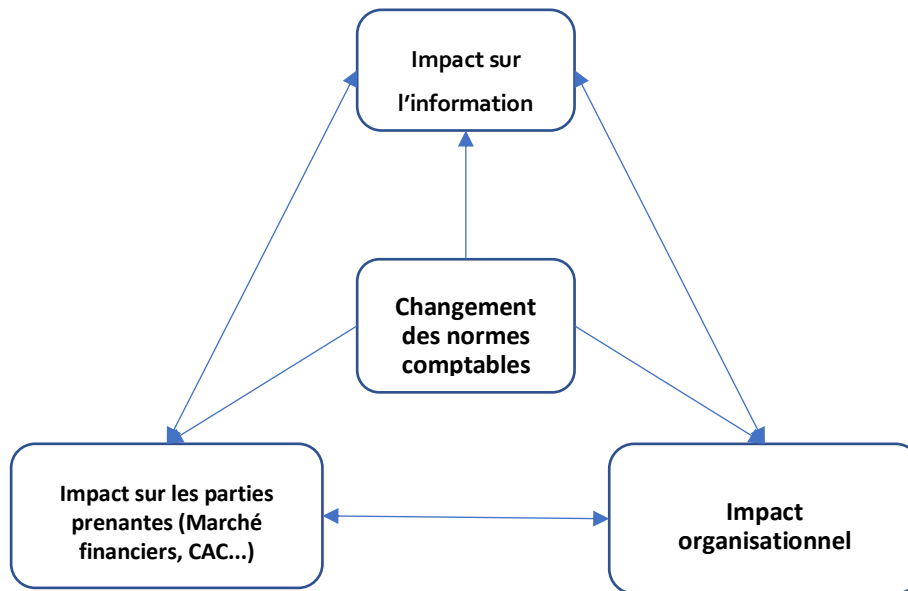 Impact sur
l’information
Changement
des normes
comptables
Impact sur les parties
prenantes (Marché
financiers, CAC...)
Impact
organisationnel